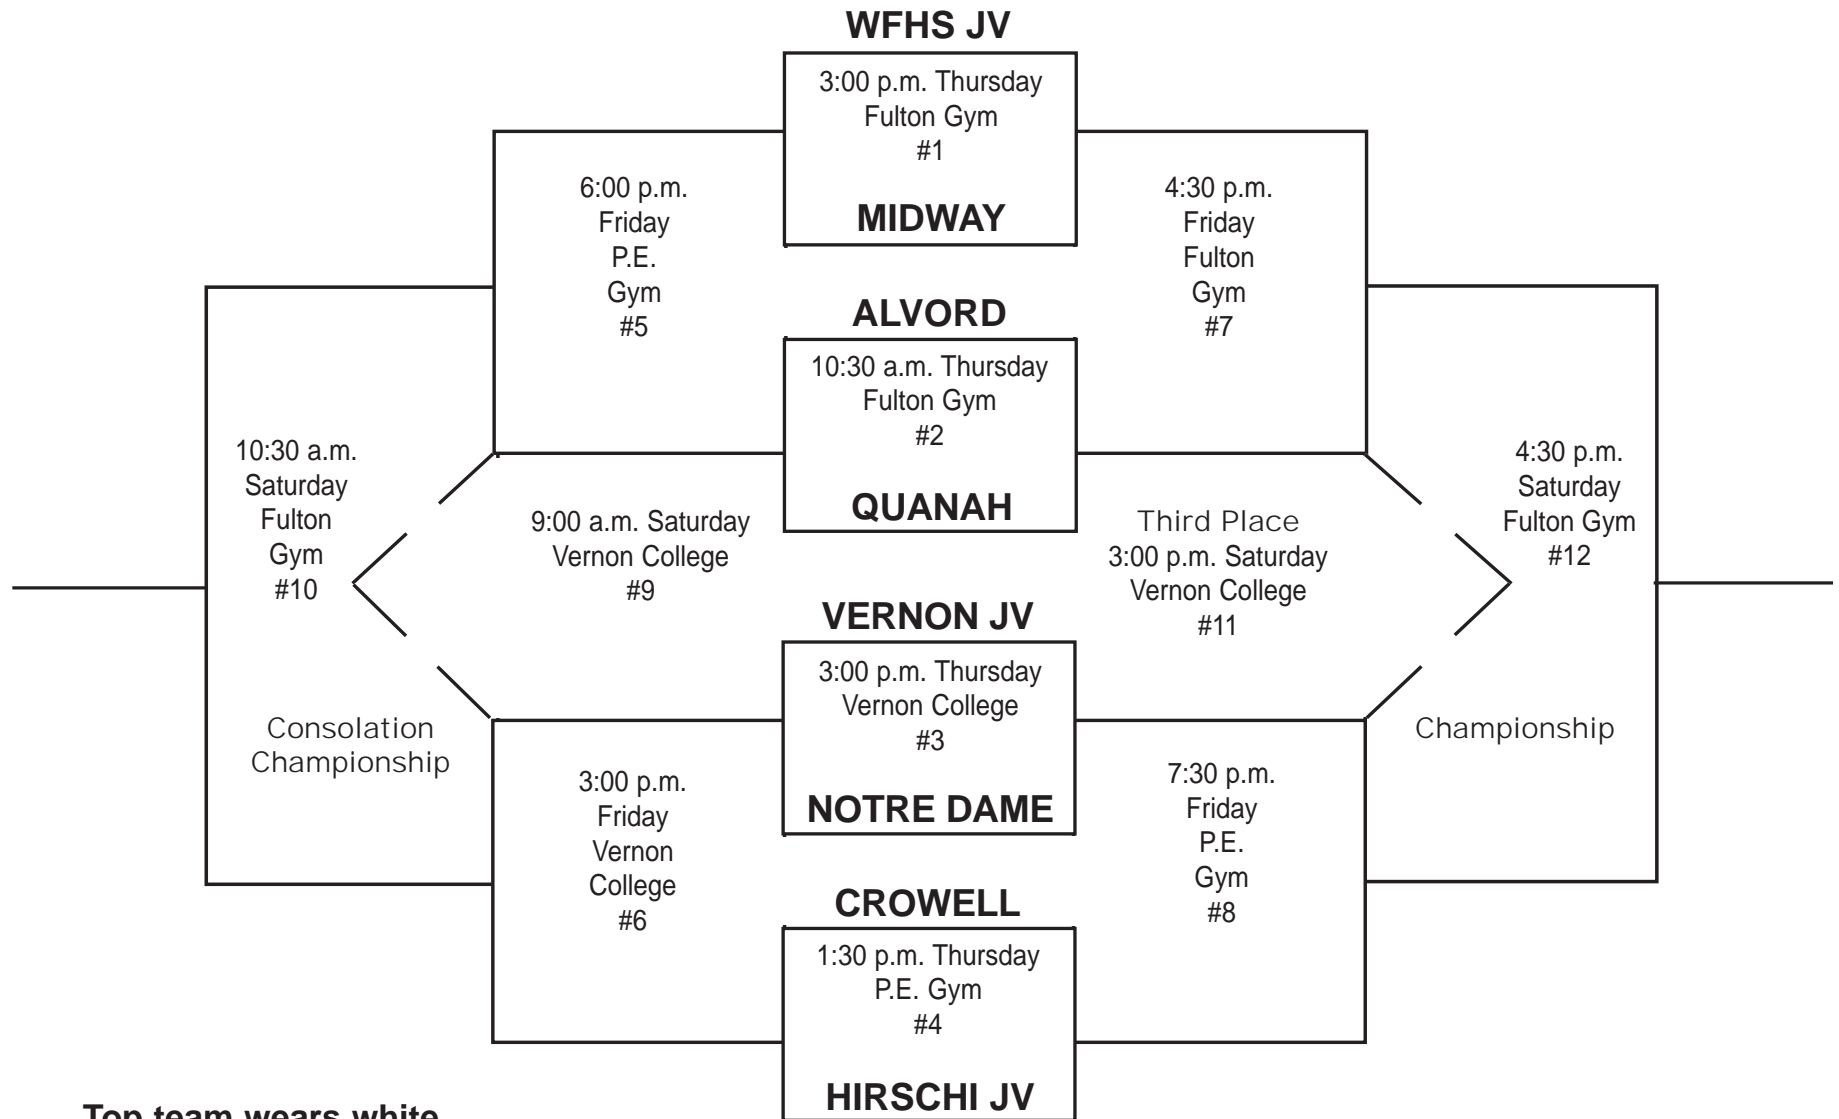 WFHS JV
3:00 p.m. Thursday
Fulton Gym
#1
MIDWAY
6:00 p.m.
Friday
P.E.
Gym
#5
4:30 p.m.
Friday
Fulton
Gym
#7
ALVORD
10:30 a.m. Thursday
Fulton Gym
#2
QUANAH
10:30 a.m.
Saturday
Fulton
Gym
#10
9:00 a.m. Saturday
Vernon College
#9
Third Place
3:00 p.m. Saturday
Vernon College
#11
4:30 p.m.
Saturday
Fulton Gym
#12
VERNON JV
3:00 p.m. Thursday
Vernon College
#3
NOTRE DAME
Consolation
Championship
Championship
3:00 p.m.
Friday
Vernon
College
#6
7:30 p.m.
Friday
P.E.
Gym
#8
CROWELL
1:30 p.m. Thursday
P.E. Gym
#4
HIRSCHI JV
Top team wears white